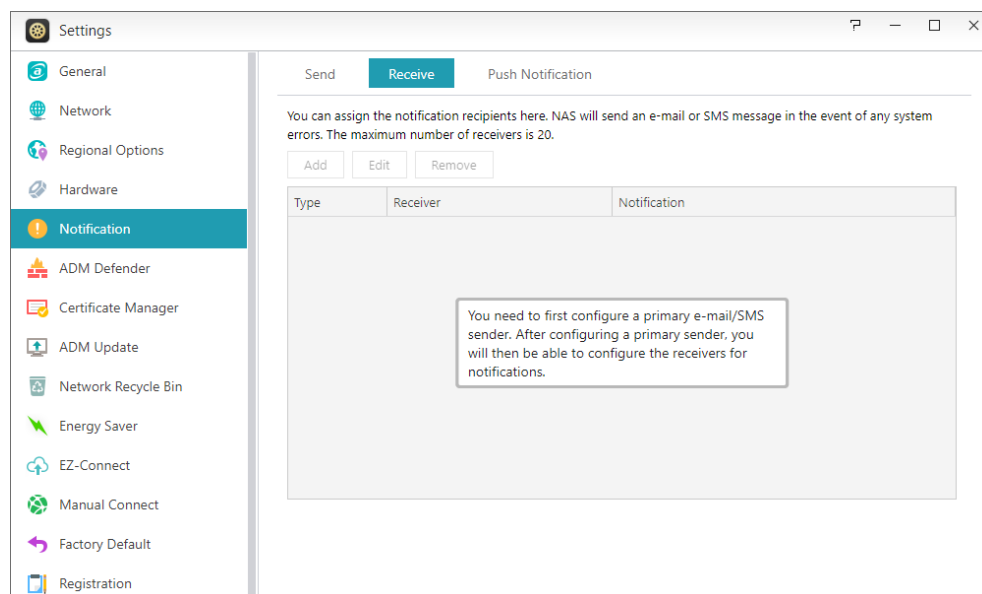 Settings
General
Network
Regional Options
Hardware
Notification
ADM Defender
Certificate Manager
ADM Update
Network Recycle Bin
Energy Saver
EZ-Connect
Manual Connect
Factory Default
Registration
Send Receive Push Notification
You can assign the notification recipients here. NAS will send an e-mail or SMS message in the event of any system
errors. The maximum number of receivers is 20.
Add Edit Remove
Type Receiver Notification
You need to first configure a primary e-mail/SMS
sender. After configuring a primary sender, you
will then be able to configure the receivers for
notifications.